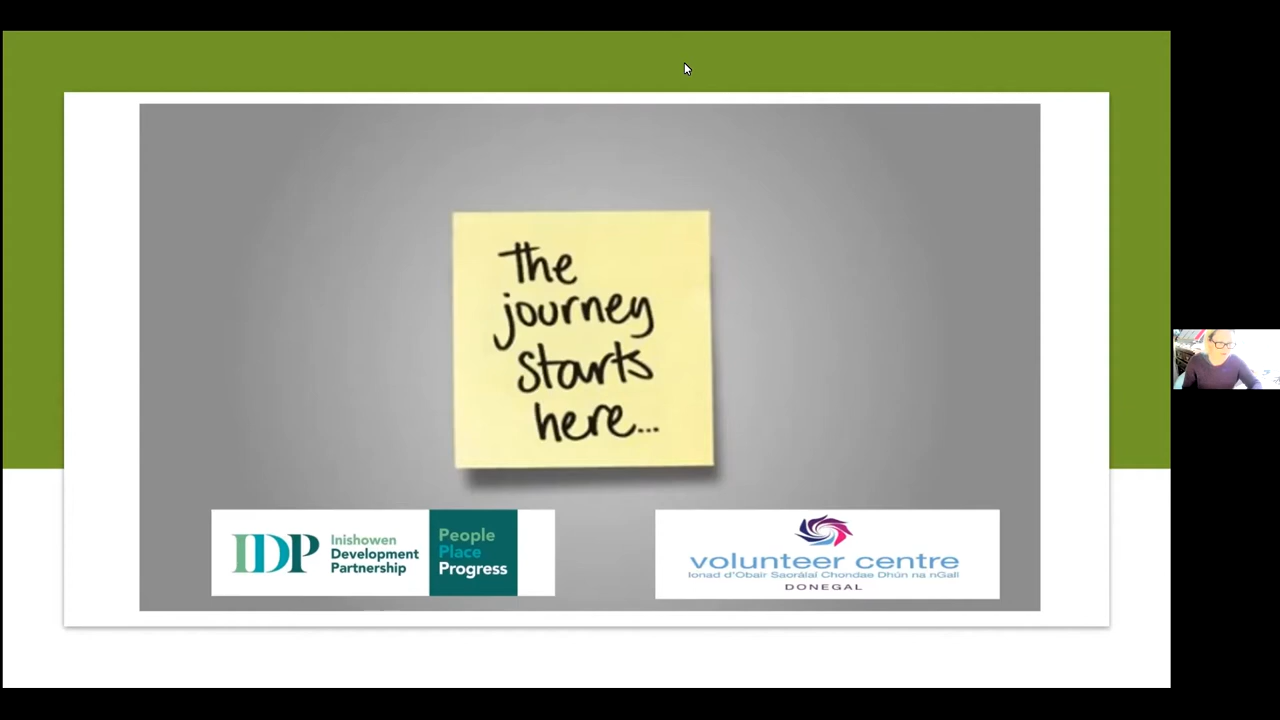 The
journey
starts
here...
IDP
Inishowen
Development
Partnership
People
Place
Progress
volunteer centre
Ionad d'Obair Saorálaí Chondae Dhún na nGall
DONEGAL